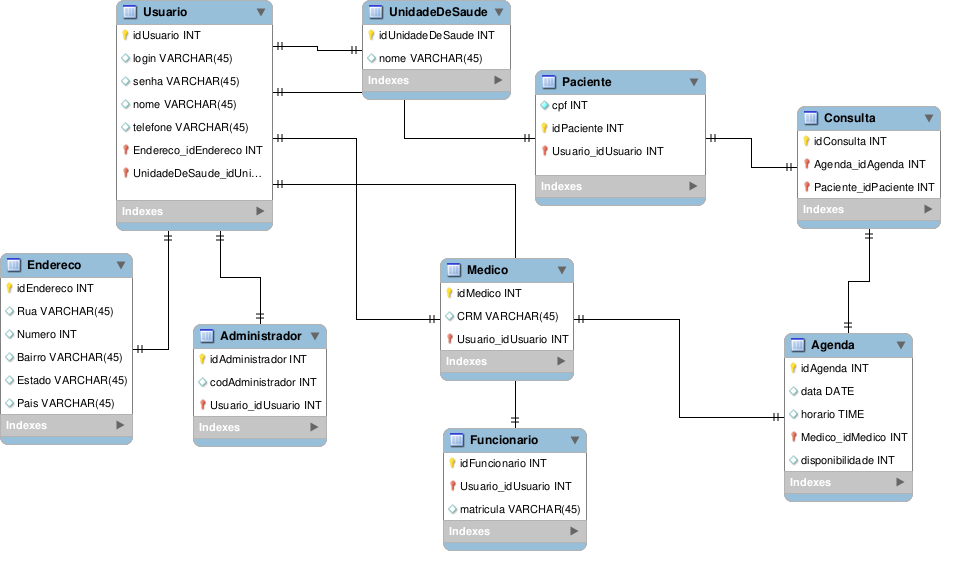 Usuario
idUsuario INT
login VARCHAR(45)
senha VARCHAR(45)
nome VARCHAR(45)
telefone VARCHAR(45)
Endereco_idEndereco INT
UnidadeDeSaude_idUni...
Indexes
UnidadeDeSaude
idUnidadeDeSaude INT
nome VARCHAR(45)
Indexes
Paciente
cpf INT
idPaciente INT
Usuario_idUsuario INT
Indexes
Consulta
idConsulta INT
Agenda_idAgenda INT
Paciente_idPaciente INT
Indexes
Endereco
idEndereco INT
Rua VARCHAR(45)
Numero INT
Bairro VARCHAR(45)
Estado VARCHAR(45)
Pais VARCHAR(45)
Indexes
Administrador
idAdministrador INT
codAdministrador INT
Usuario_idUsuario INT
Indexes
Medico
idMedico INT
CRM VARCHAR(45)
Usuario_idUsuario INT
Indexes
Agenda
idAgenda INT
data DATE
horario TIME
Medico_idMedico INT
disponibilidade INT
Indexes
Funcionario
idFuncionario INT
Usuario_idUsuario INT
matricula VARCHAR(45)
Indexes